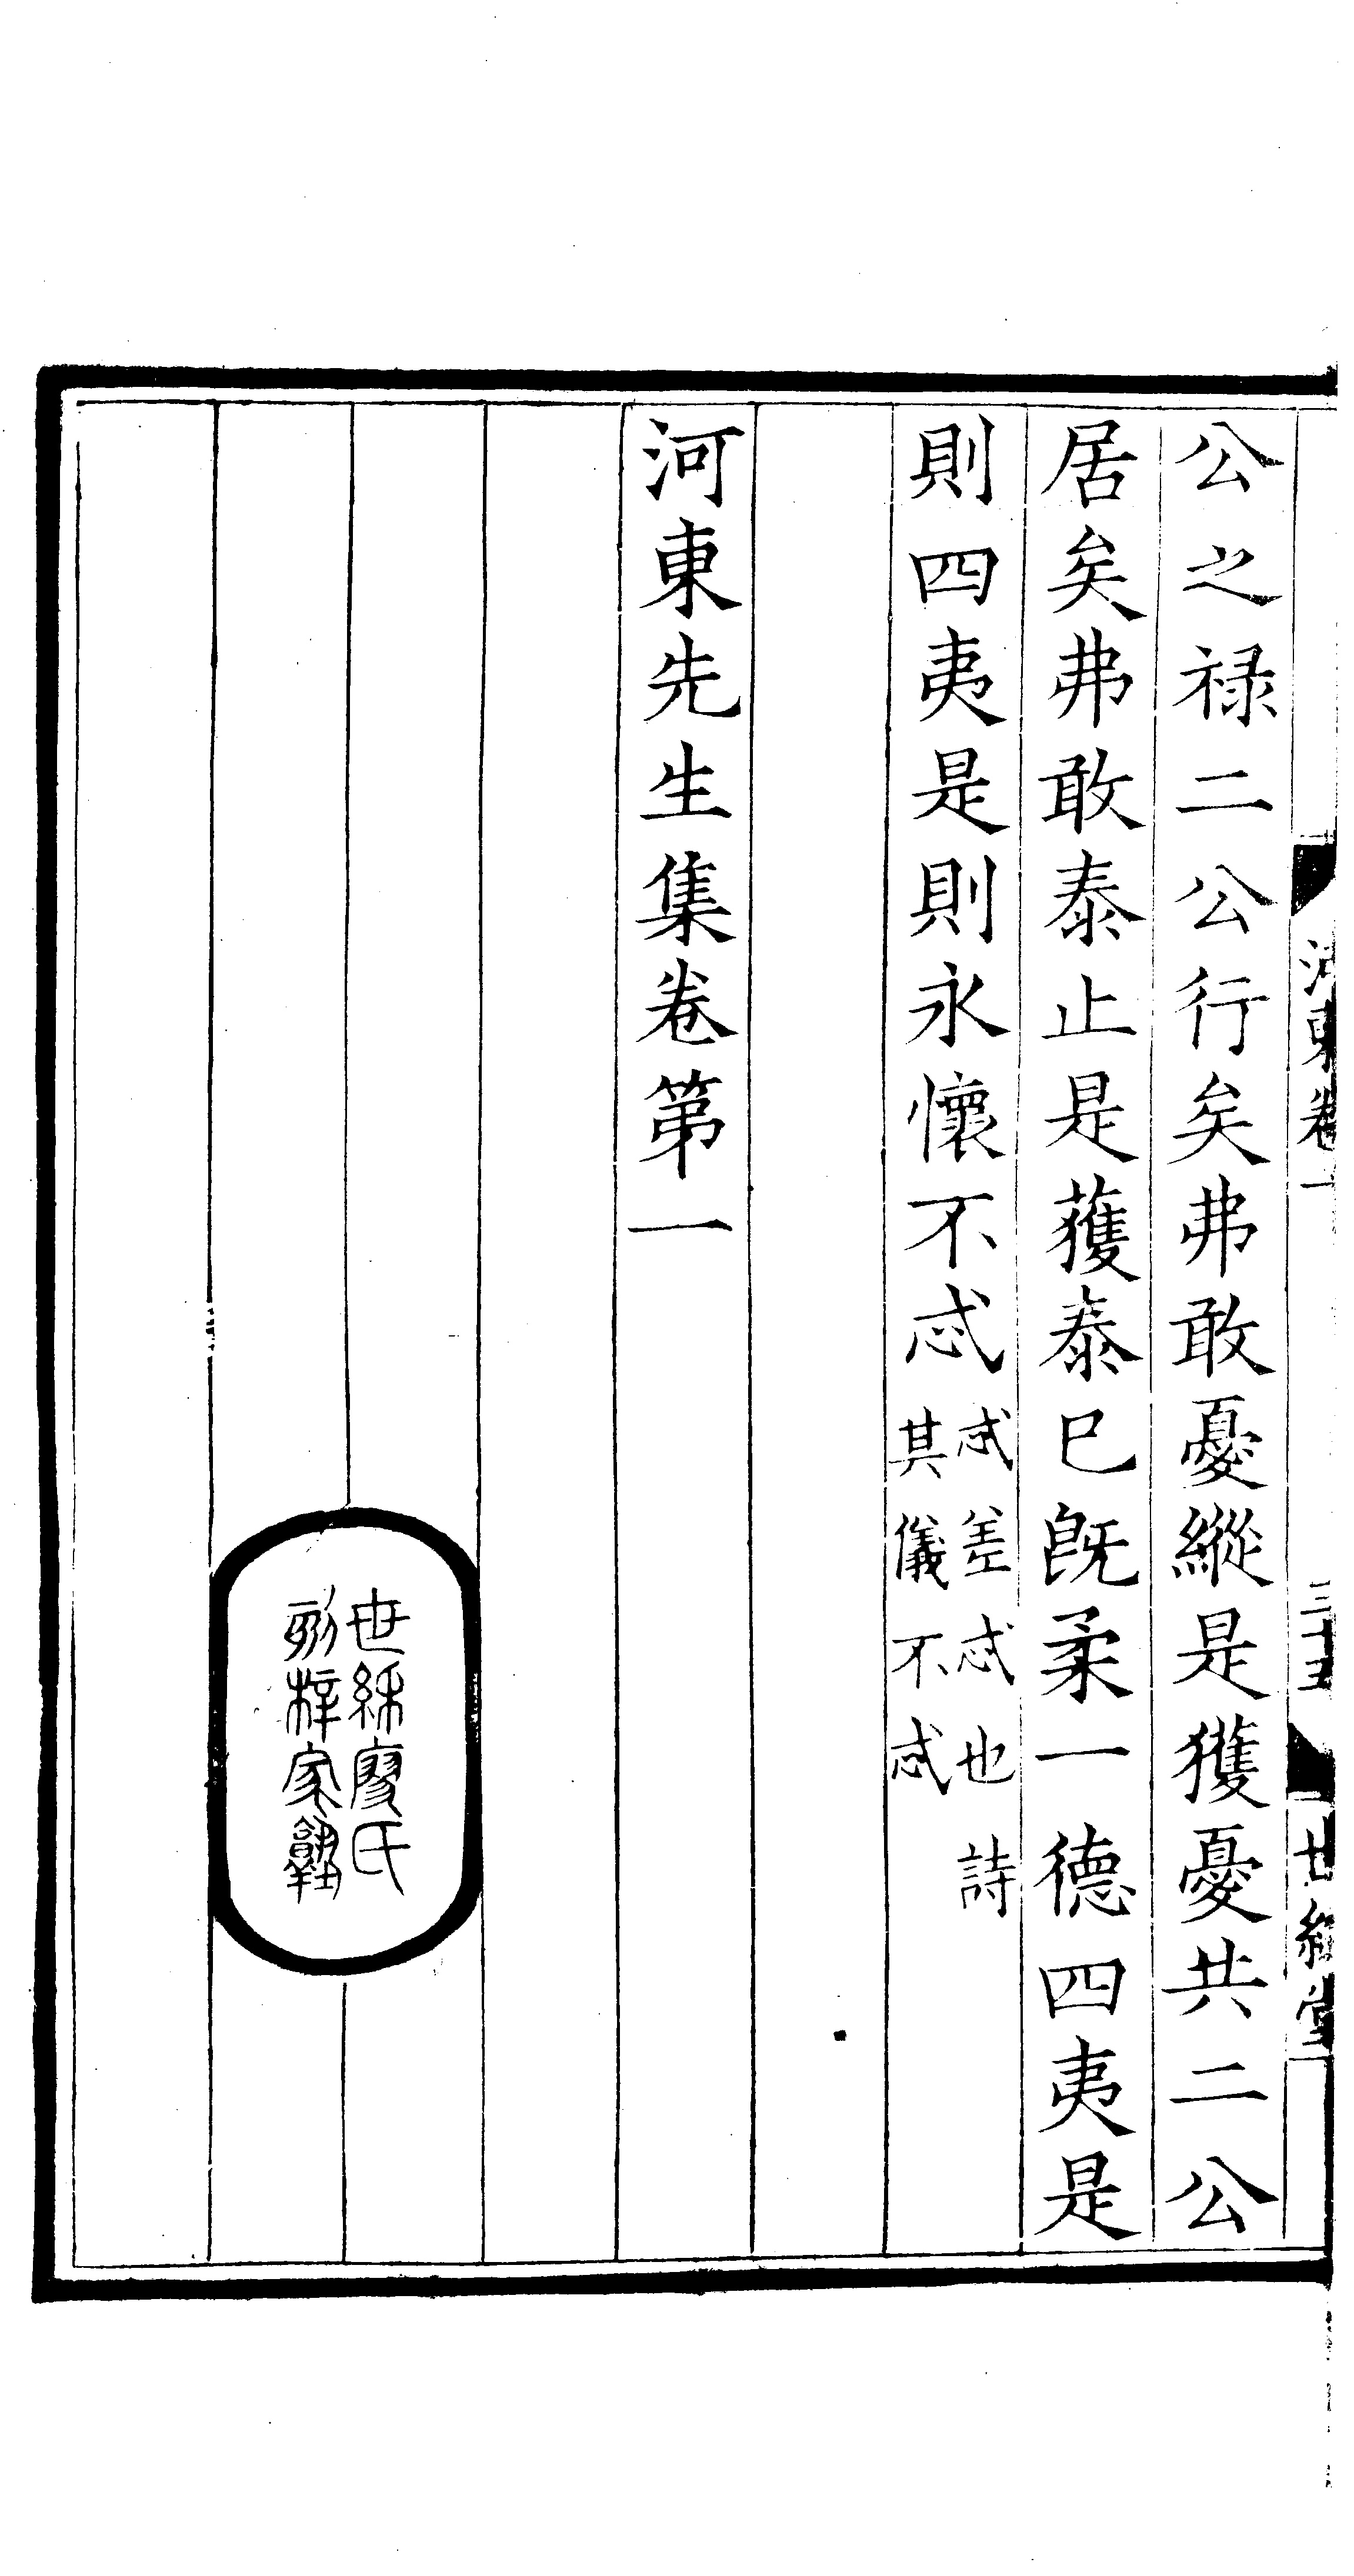 公之禄二公行矣弗敢憂縱是獲憂共二公
居矣弗敢泰止是獲泰已旣柔一德四夷是
則四夷是則永懷不忒忒差忒也詩
其儀不忒
河東先生集卷第一
世綵廖氏
刻梓家塾
河東卷一
三十五
世綵堂